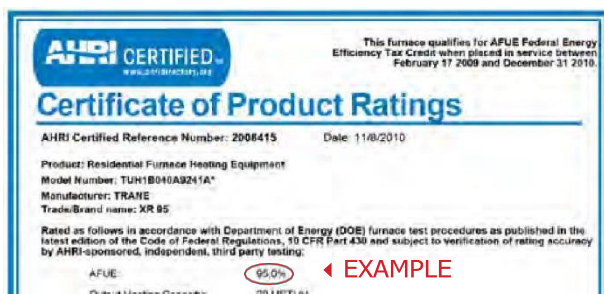 AHRI CERTIFIED™
www.ahridirectory.org
This furnace qualifies for AFUE Federal Energy
Efficiency Tax Credit when placed in service between
February 17 2009 and December 31 2010.
Certificate of Product Ratings
AHRI Certified Reference Number: 2008415 Date: 11/8/2010
Product: Residential Furnace Heating Equipment
Model Number: TUH1B040A9241A*
Manufacturer: TRANE
Trade/Brand name: XR 95
Rated as follows in accordance with Department of Energy (DOE) furnace test procedures as published in the
latest edition of the Code of Federal Regulations, 10 CFR Part 430 and subject to verification of rating accuracy
by AHRI-sponsored, independent, third party testing:
AFUE: 95.0% EXAMPLE